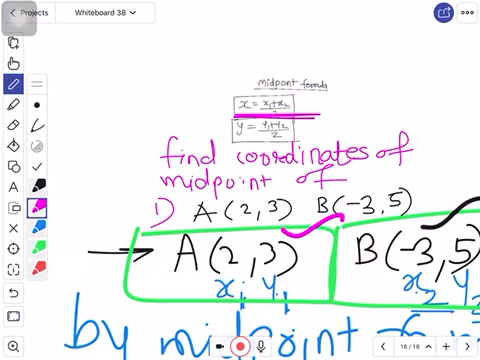 Projects
Whiteboard 38
midpoint formula
x = x₁+x₂
y = y₁+y₂/2
find coordinates of
midpoint of
1) A (2, 3) B(-3, 5)
A(2, 3) B(-3, 5)
x₁ y₁ x₂ y₂
by midpoint
16 / 18